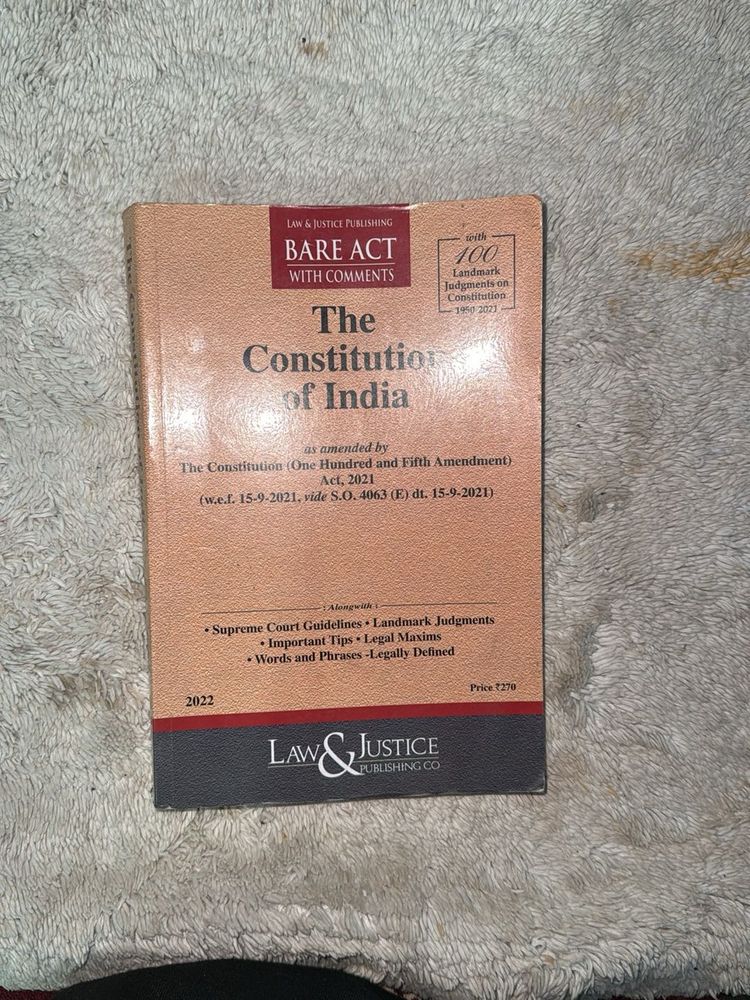 LAW & JUSTICE PUBLISHING
BARE ACT
WITH COMMENTS
with
100
Landmark
Judgments on
Constitution
1950-2021
The
Constitution
of India
as amended by
The Constitution (One Hundred and Fifth Amendment)
Act, 2021
(w.e.f. 15-9-2021, vide S.O. 4063 (E) dt. 15-9-2021)
: Alongwith :
• Supreme Court Guidelines • Landmark Judgments
• Important Tips • Legal Maxims
• Words and Phrases -Legally Defined
2022
Price ₹270
LAW & JUSTICE
PUBLISHING CO